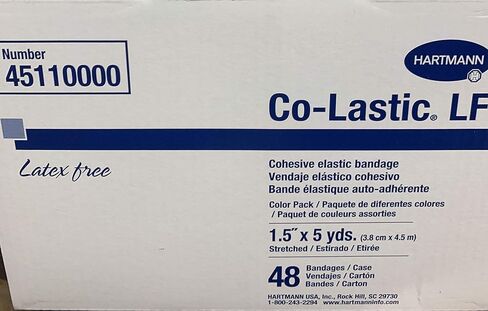 Number
45110000
HARTMANN
Co-Lastic® LF
Latex free
Cohesive elastic bandage
Vendaje elástico cohesivo
Bande élastique auto-adhérente
Color Pack / Paquete de diferentes colores
/ Paquet de couleurs assorties
1.5" x 5 yds. (3.8 cm x 4.5 m)
Stretched / Estirado / Etirée
48 Bandages / Case
Vendajes / Carton
Bandes / Carton
HARTMANN USA, Inc., Rock Hill, SC 29730
1-800-243-2294 • www.hartmanninfo.com